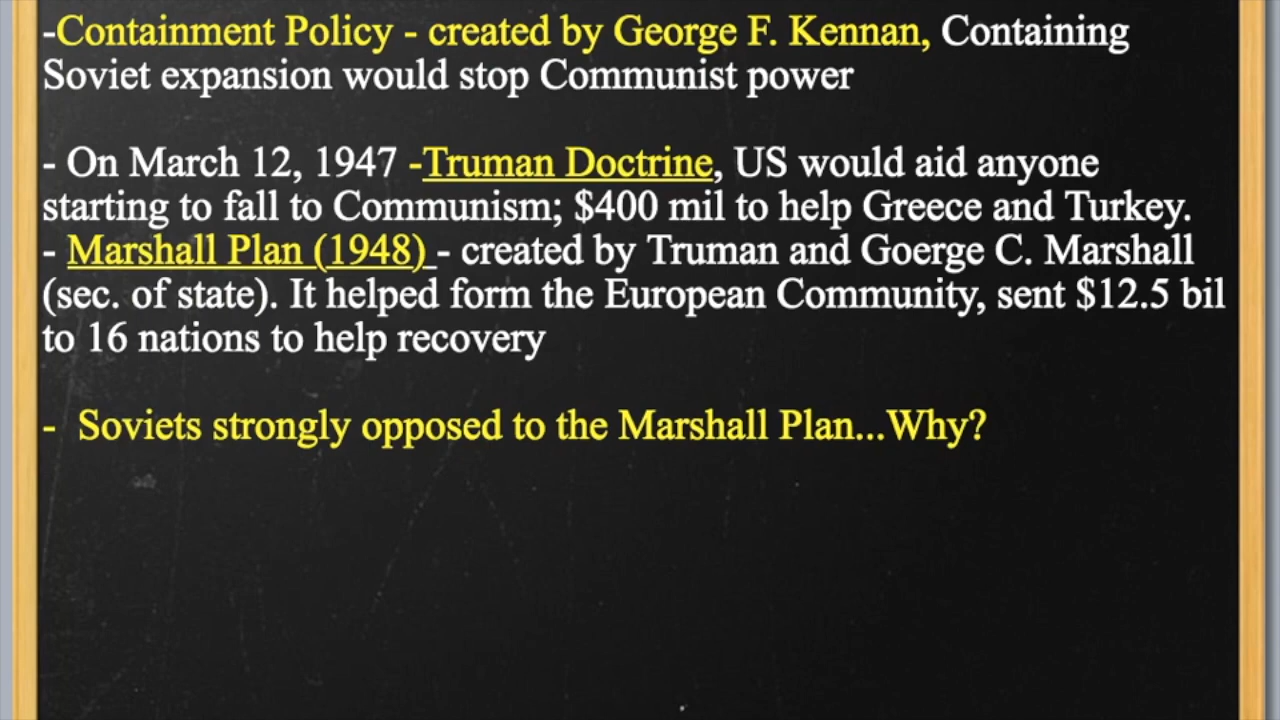 -Containment Policy - created by George F. Kennan, Containing
Soviet expansion would stop Communist power
- On March 12, 1947 -Truman Doctrine, US would aid anyone
starting to fall to Communism; $400 mil to help Greece and Turkey.
- Marshall Plan (1948) - created by Truman and Goerge C. Marshall
(sec. of state). It helped form the European Community, sent $12.5 bil
to 16 nations to help recovery
- Soviets strongly opposed to the Marshall Plan...Why?